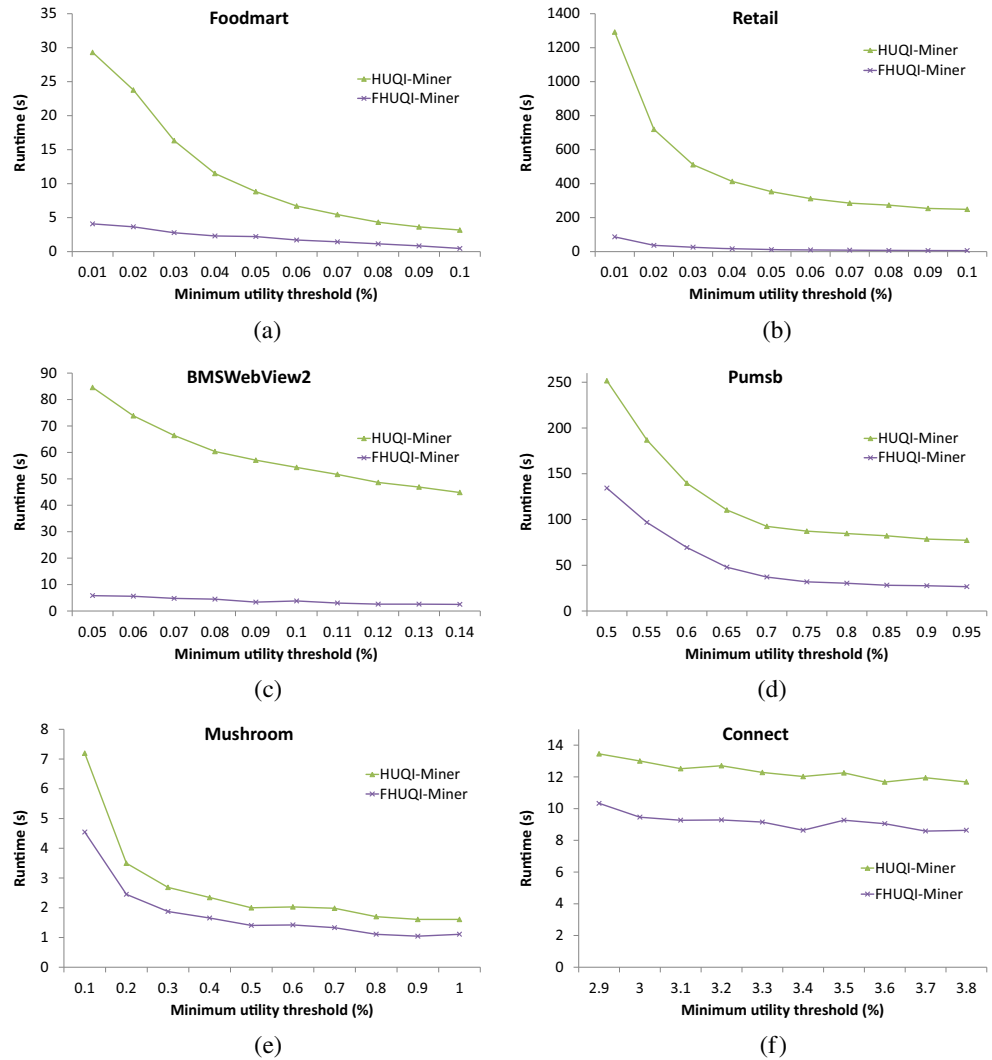 Foodmart
35
30
25
20
15
10
5
0
Runtime (s)
HUQI-Miner
FHUQI-Miner
0.01 0.02 0.03 0.04 0.05 0.06 0.07 0.08 0.09 0.1
Minimum utility threshold (%)
(a)
Retail
1400
1200
1000
800
600
400
200
0
Runtime (s)
HUQI-Miner
FHUQI-Miner
0.01 0.02 0.03 0.04 0.05 0.06 0.07 0.08 0.09 0.1
Minimum utility threshold (%)
(b)
BMSWebView2
90
80
70
60
50
40
30
20
10
0
Runtime (s)
HUQI-Miner
FHUQI-Miner
0.05 0.06 0.07 0.08 0.09 0.1 0.11 0.12 0.13 0.14
Minimum utility threshold (%)
(c)
Pumsb
250
200
150
100
50
0
Runtime (s)
HUQI-Miner
FHUQI-Miner
0.5 0.55 0.6 0.65 0.7 0.75 0.8 0.85 0.9 0.95
Minimum utility threshold (%)
(d)
Mushroom
8
7
6
5
4
3
2
1
0
Runtime (s)
HUQI-Miner
FHUQI-Miner
0.1 0.2 0.3 0.4 0.5 0.6 0.7 0.8 0.9 1
Minimum utility threshold (%)
(e)
Connect
14
12
10
8
6
4
2
0
Runtime (s)
HUQI-Miner
FHUQI-Miner
2.9 3 3.1 3.2 3.3 3.4 3.5 3.6 3.7 3.8
Minimum utility threshold (%)
(f)